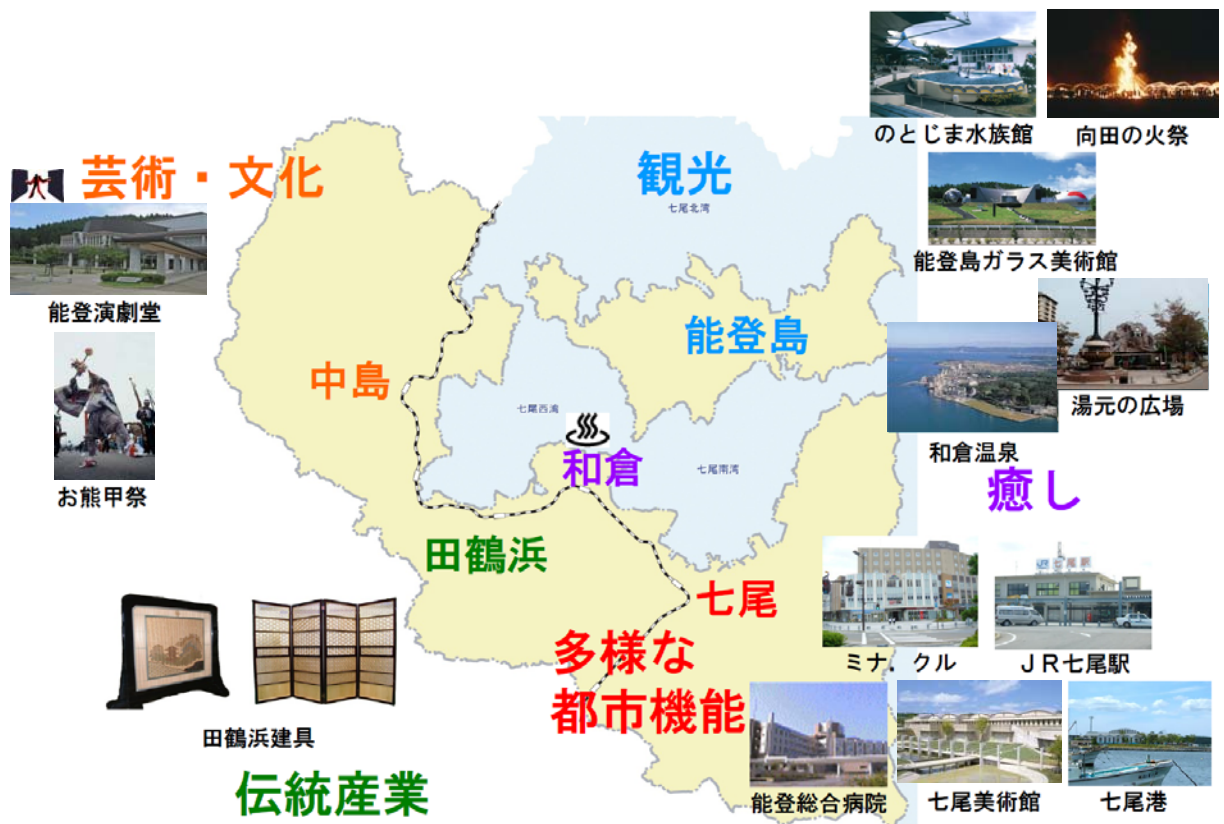 のとじま水族館
向田の火祭
芸術・文化
観光
七尾北湾
能登島ガラス美術館
能登演劇堂
能登島
中島
湯元の広場
七尾西湾
和倉
七尾南湾
和倉温泉
癒し
お熊甲祭
田鶴浜
七尾
JR七尾駅
多様な
都市機能
ミナ．クル
ＪＲ七尾駅
田鶴浜建具
伝統産業
能登総合病院
七尾美術館
七尾港